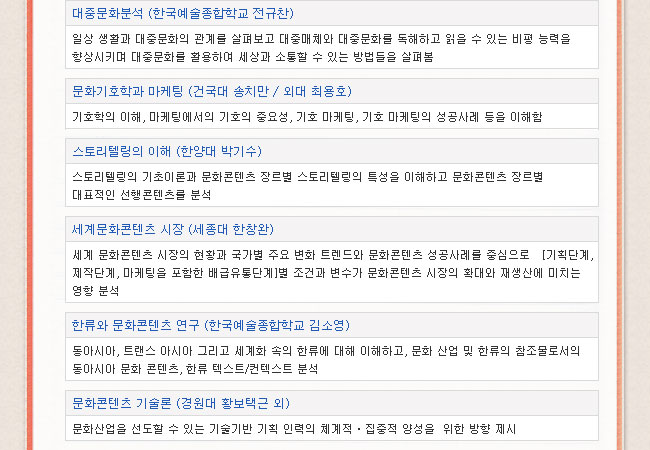 대중문화분석 (한국예술종합학교 전규찬)
일상 생활과 대중문화의 관계를 살펴보고 대중매체와 대중문화를 독해하고 읽을 수 있는 비평 능력을
향상시키며 대중문화를 활용하여 세상과 소통할 수 있는 방법들을 살펴봄
문화기호학과 마케팅 (건국대 송치만 / 외대 최용호)
기호학의 이해, 마케팅에서의 기호의 중요성, 기호 마케팅, 기호 마케팅의 성공사례 등을 이해함
스토리텔링의 이해 (한양대 박기수)
스토리텔링의 기초이론과 문화콘텐츠 장르별 스토리텔링의 특성을 이해하고 문화콘텐츠 장르별
대표적인 선행콘텐츠를 분석
세계문화콘텐츠 시장 (세종대 한창완)
세계 문화콘텐츠 시장의 현황과 국가별 주요 변화 트렌드와 문화콘텐츠 성공사례를 중심으로 [기획단계,
제작단계, 마케팅을 포함한 배급유통단계]별 조건과 변수가 문화콘텐츠 시장의 확대와 재생산에 미치는
영향 분석
한류와 문화콘텐츠 연구 (한국예술종합학교 김소영)
동아시아, 트랜스 아시아 그리고 세계화 속의 한류에 대해 이해하고, 문화 산업 및 한류의 참조물로서의
동아시아 문화 콘텐츠, 한류 텍스트/컨텍스트 분석
문화콘텐츠 기술론 (경원대 황보택근 외)
문화산업을 선도할 수 있는 기술기반 기획 인력의 체계적·집중적 양성을 위한 방향 제시